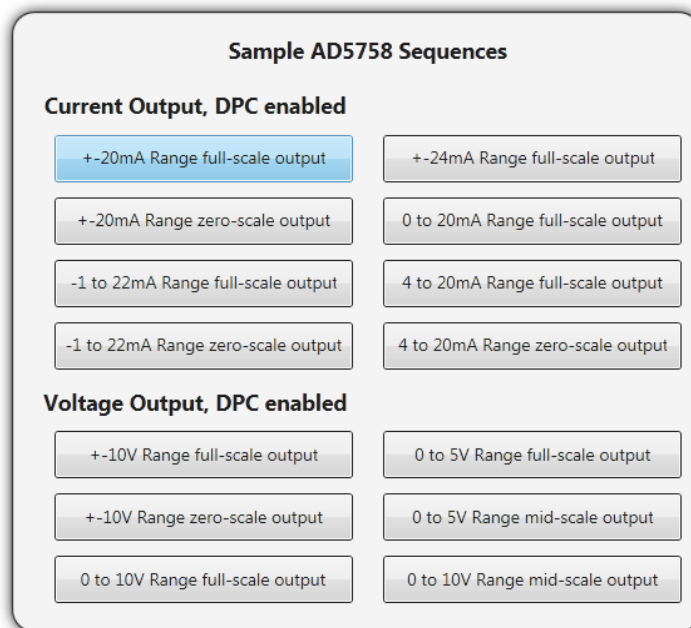 Sample AD5758 Sequences
Current Output, DPC enabled
+-20mA Range full-scale output
+-24mA Range full-scale output
+-20mA Range zero-scale output
0 to 20mA Range full-scale output
-1 to 22mA Range full-scale output
4 to 20mA Range full-scale output
-1 to 22mA Range zero-scale output
4 to 20mA Range zero-scale output
Voltage Output, DPC enabled
+-10V Range full-scale output
0 to 5V Range full-scale output
+-10V Range zero-scale output
0 to 5V Range mid-scale output
0 to 10V Range full-scale output
0 to 10V Range mid-scale output